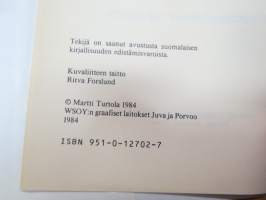 Tekijä on saanut avustusta suomalaisen
kirjallisuuden edistämisvaroista.
Kuvaliitteen taitto
Ritva Forslund
© Martti Turtola 1984
WSOY:n graafiset laitokset Juva ja Porvoo
1984
ISBN 951-0-12702-7